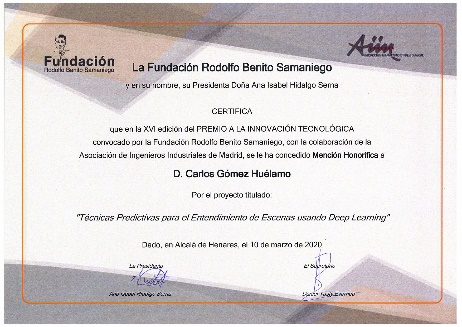 Fundación
Rodolfo Benito Samaniego
Aiim
La Fundación Rodolfo Benito Samaniego
y en su nombre, su Presidenta Doña Ana Isabel Hidalgo Serna
CERTIFICA
que en la XVI edición del PREMIO A LA INNOVACIÓN TECNOLÓGICA
convocado por la Fundación Rodolfo Benito Samaniego, con la colaboración de la
Asociación de Ingenieros Industriales de Madrid, se le ha concedido Mención Honorífica a
D. Carlos Gómez Huélamo
Por el proyecto titulado:
"Técnicas Predictivas para el Entendimiento de Escenas usando Deep Learning"
Dado, en Alcalá de Henares, el 10 de marzo de 2020
La Presidenta
El Secretario